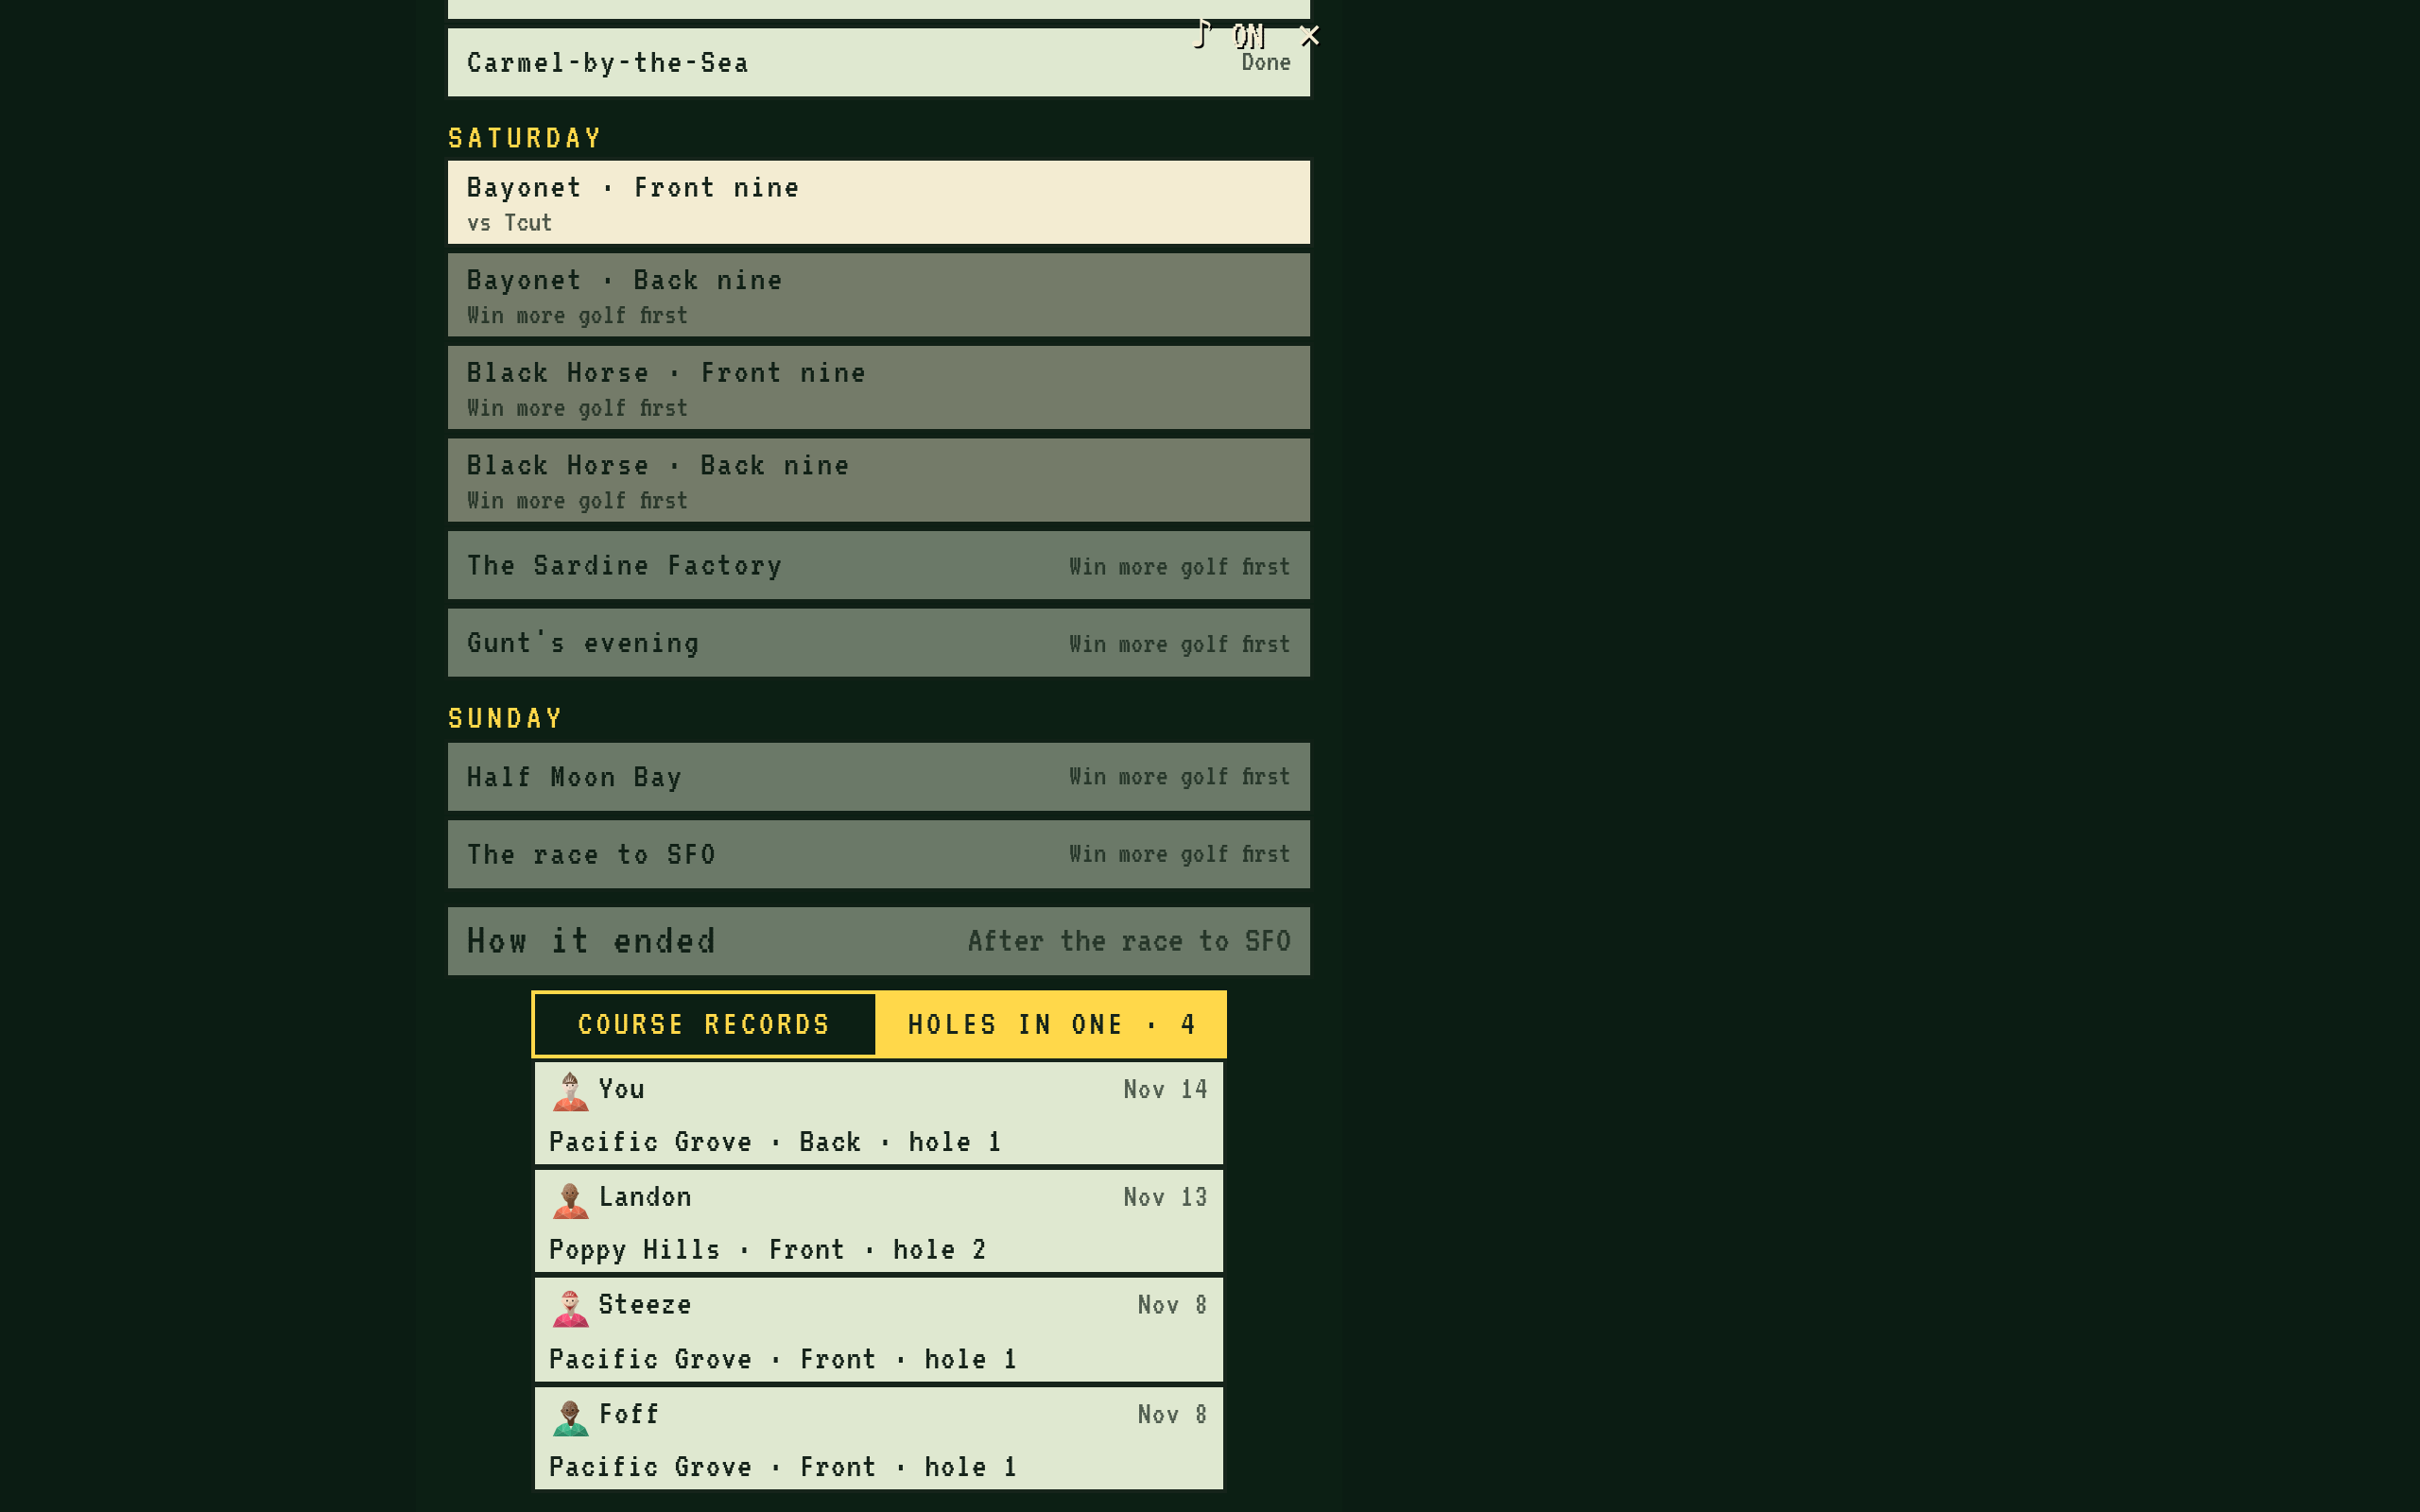 ♪ ON ×
Carmel-by-the-Sea Done
SATURDAY
Bayonet · Front nine
vs Tcut
Bayonet · Back nine
Win more golf first
Black Horse · Front nine
Win more golf first
Black Horse · Back nine
Win more golf first
The Sardine Factory Win more golf first
Gunt's evening Win more golf first
SUNDAY
Half Moon Bay Win more golf first
The race to SFO Win more golf first
How it ended After the race to SFO
COURSE RECORDS HOLES IN ONE · 4
You Nov 14
Pacific Grove · Back · hole 1
Landon Nov 13
Poppy Hills · Front · hole 2
Steeze Nov 8
Pacific Grove · Front · hole 1
Foff Nov 8
Pacific Grove · Front · hole 1